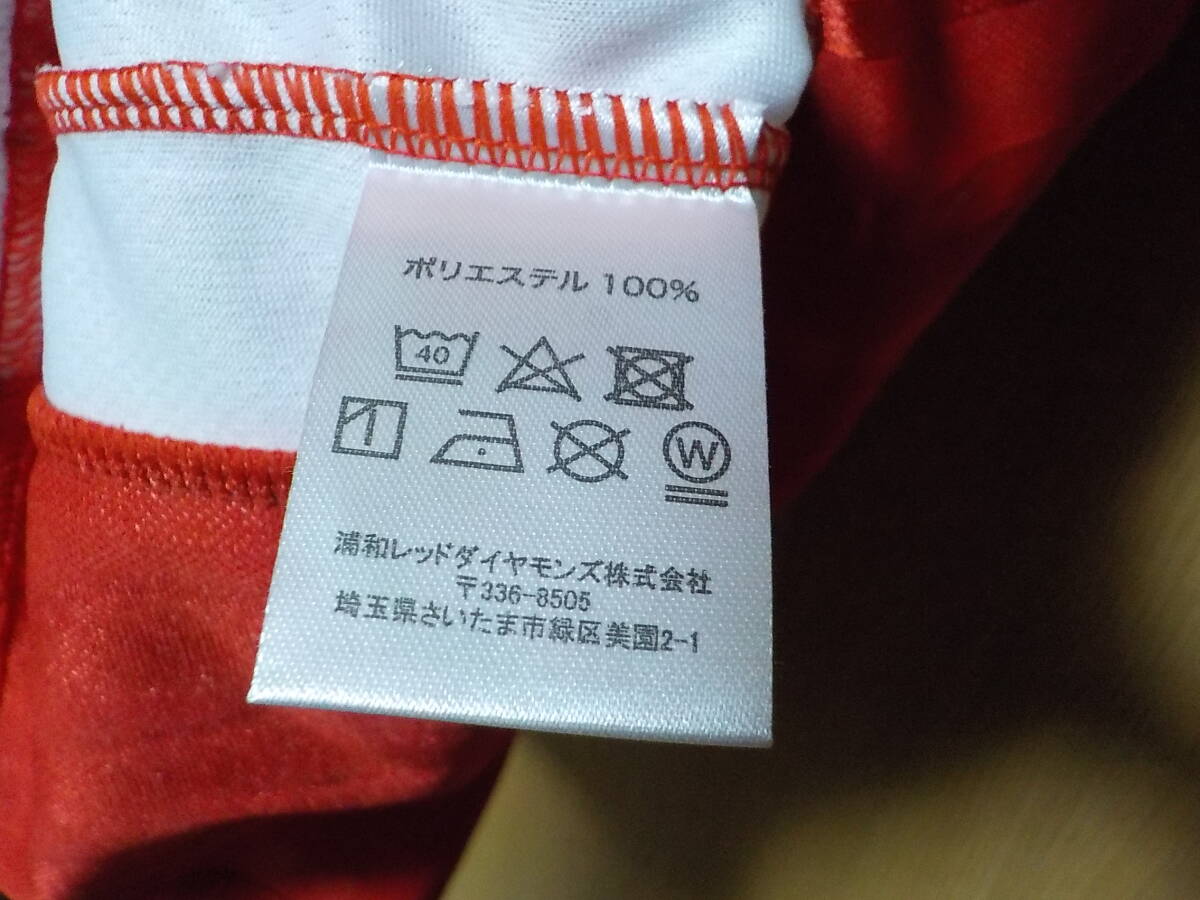 ポリエステル 100%
40
1
W
浦和レッドダイヤモンズ株式会社
〒336-8505
埼玉県さいたま市緑区美園2-1